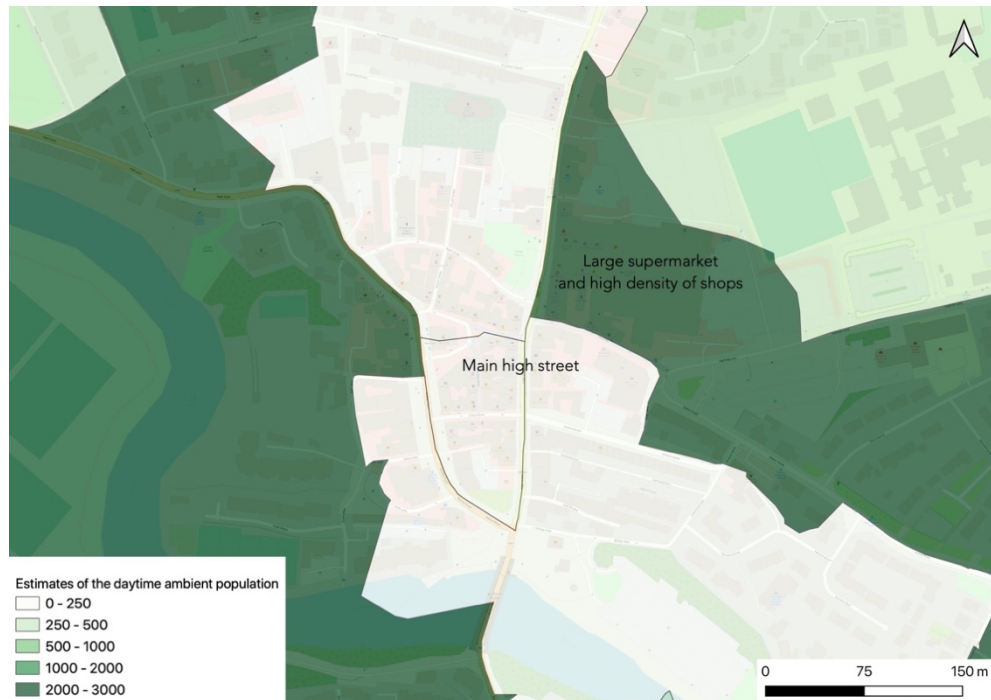 Large supermarket
and high density of shops
Main high street
Estimates of the daytime ambient population
0 - 250
250 - 500
500 - 1000
1000 - 2000
2000 - 3000
0 75 150 m